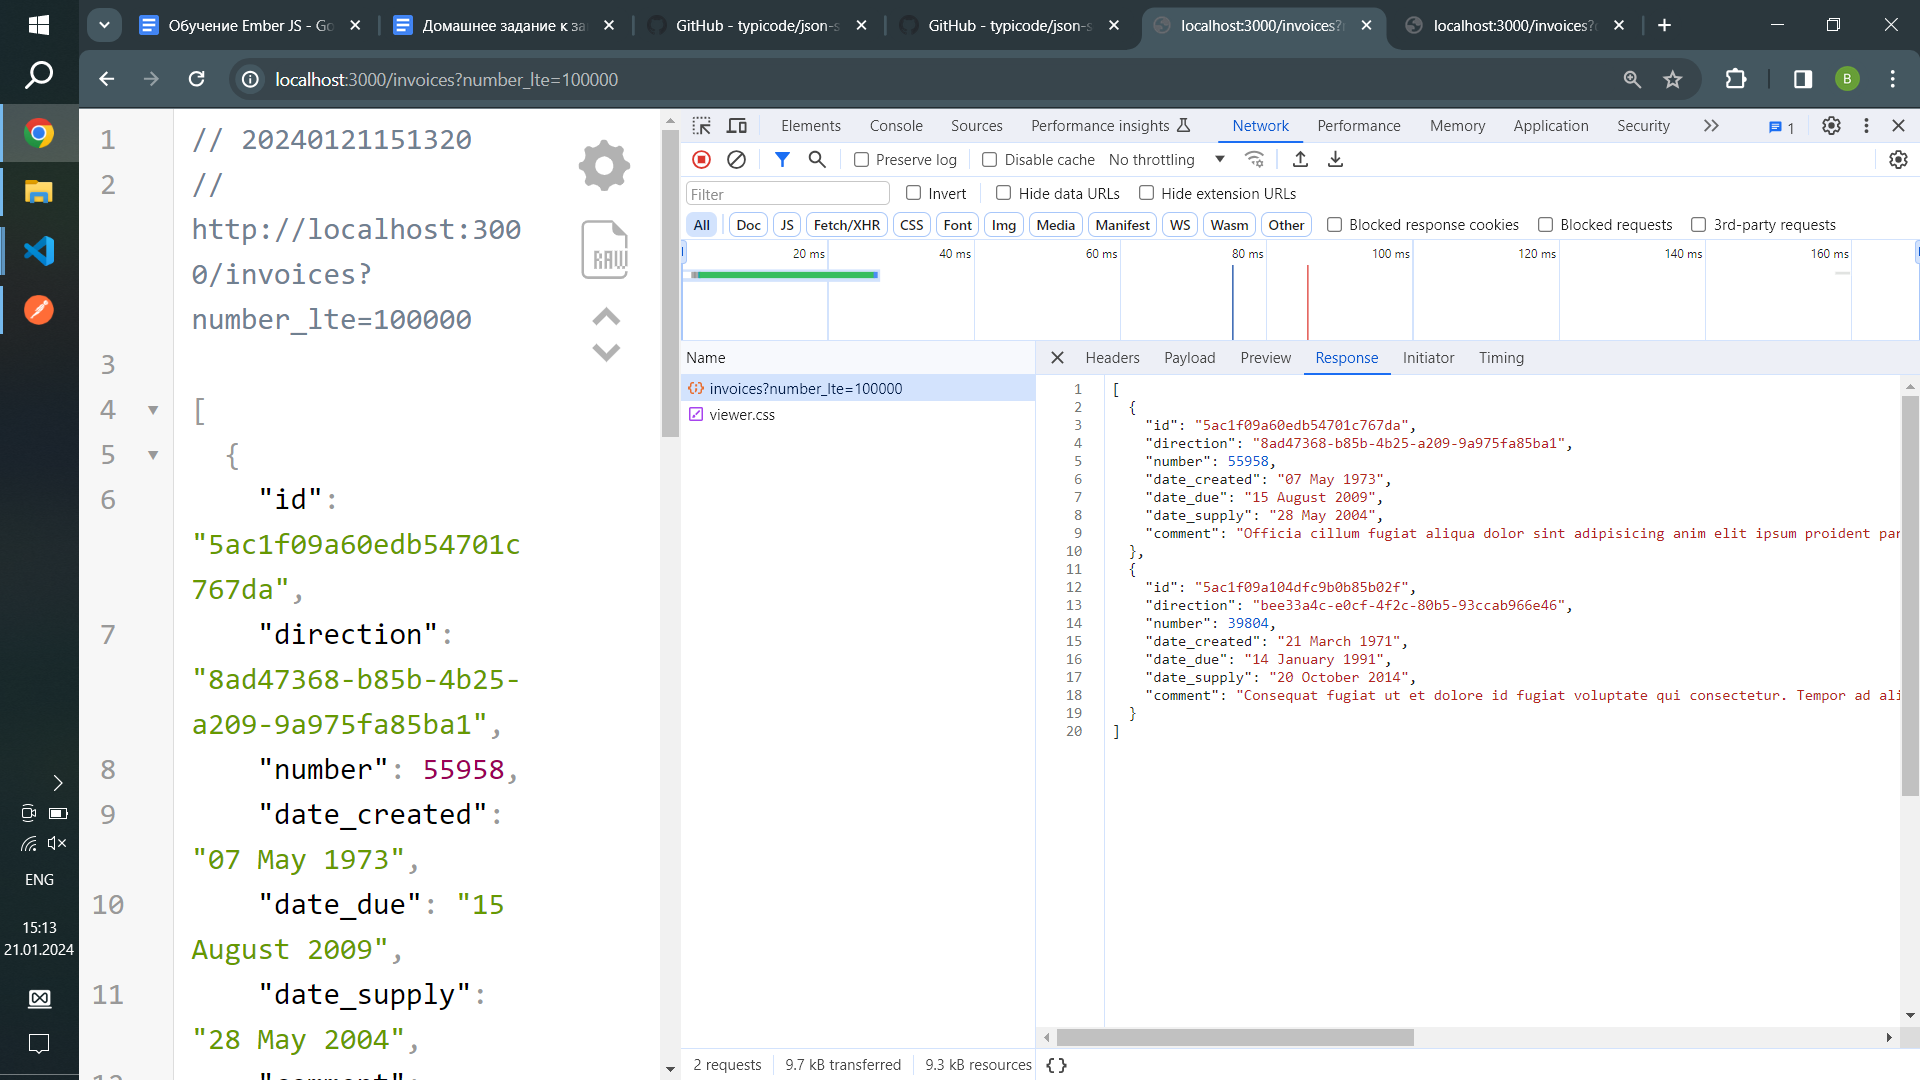 Обучение Ember JS - Go
Домашнее задание к за
GitHub - typicode/json-s
GitHub - typicode/json-s
localhost:3000/invoices?n
localhost:3000/invoices?
localhost:3000/invoices?number_lte=100000
B
1 // 20240121151320
2 //
http://localhost:300
0/invoices?
number_lte=100000
3
4 [
5 {
6 "id":
"5ac1f09a60edb54701c
767da",
7 "direction":
"8ad47368-b85b-4b25-
a209-9a975fa85ba1",
8 "number": 55958,
9 "date_created":
"07 May 1973",
10 "date_due": "15
August 2009",
11 "date_supply":
"28 May 2004",
12 "comment":
RAW
Elements Console Sources Performance insights Network Performance Memory Application Security 1
Preserve log Disable cache No throttling
Filter Invert Hide data URLs Hide extension URLs
All Doc JS Fetch/XHR CSS Font Img Media Manifest WS Wasm Other Blocked response cookies Blocked requests 3rd-party requests
20 ms 40 ms 60 ms 80 ms 100 ms 120 ms 140 ms 160 ms
Name
invoices?number_lte=100000
viewer.css
Headers Payload Preview Response Initiator Timing
1 [
2 {
3 "id": "5ac1f09a60edb54701c767da",
4 "direction": "8ad47368-b85b-4b25-a209-9a975fa85ba1",
5 "number": 55958,
6 "date_created": "07 May 1973",
7 "date_due": "15 August 2009",
8 "date_supply": "28 May 2004",
9 "comment": "Officia cillum fugiat aliqua dolor sint adipisicing anim elit ipsum proident par
10 },
11 {
12 "id": "5ac1f09a104dfc9b0b85b02f",
13 "direction": "bee33a4c-e0cf-4f2c-80b5-93ccab966e46",
14 "number": 39804,
15 "date_created": "21 March 1971",
16 "date_due": "14 January 1991",
17 "date_supply": "20 October 2014",
18 "comment": "Consequat fugiat ut et dolore id fugiat voluptate qui consectetur. Tempor ad ali
19 }
20 ]
2 requests 9.7 kB transferred 9.3 kB resources {}
ENG
15:13
21.01.2024